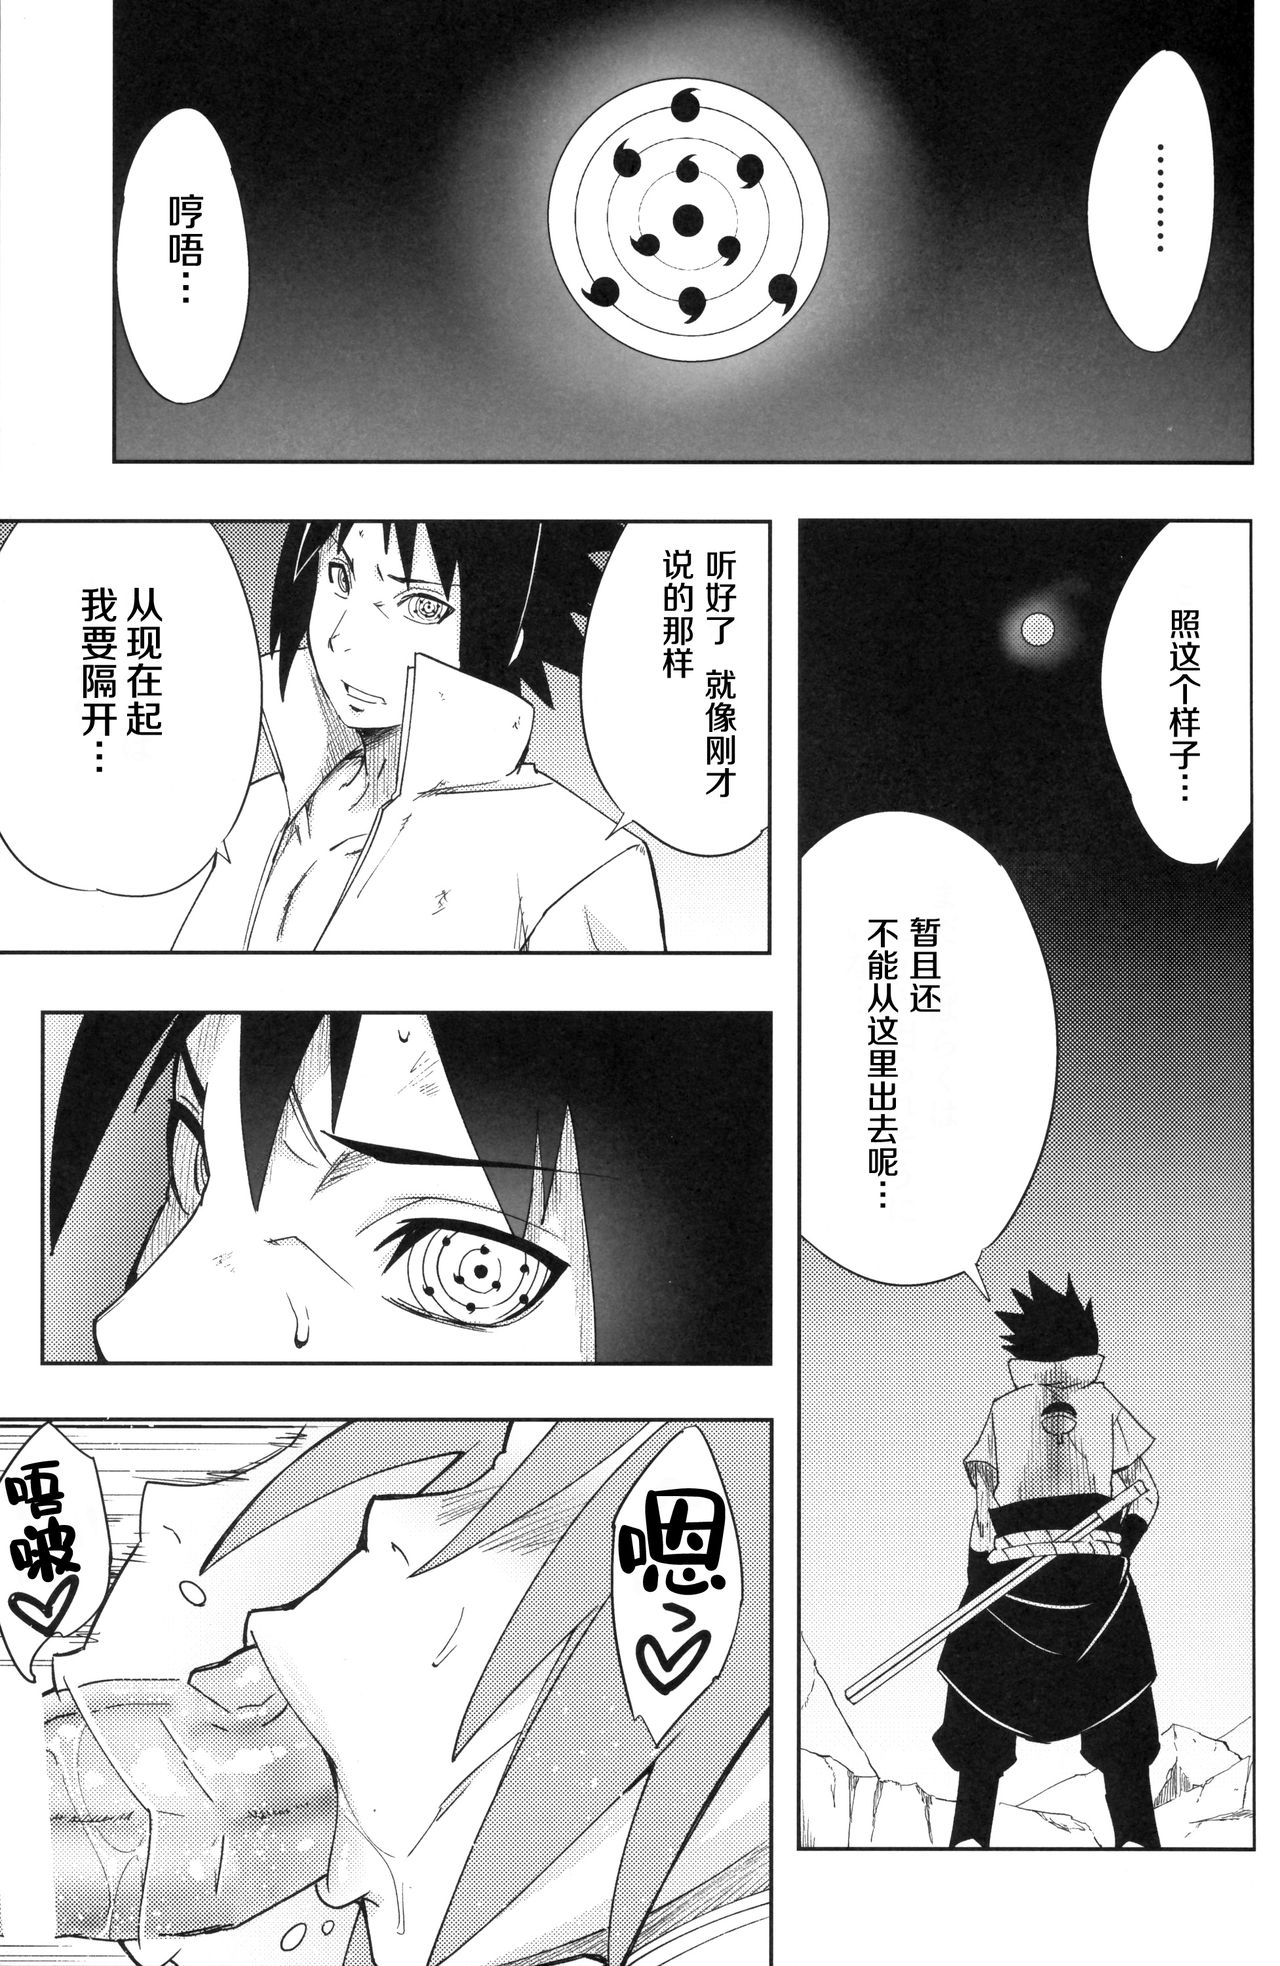 ………
哼唔…
照这个样子…
暂且还
不能从这里出去呢…
听好了 就像刚才
说的那样
从现在起
我要隔开…
嗯♡
唔啵♡